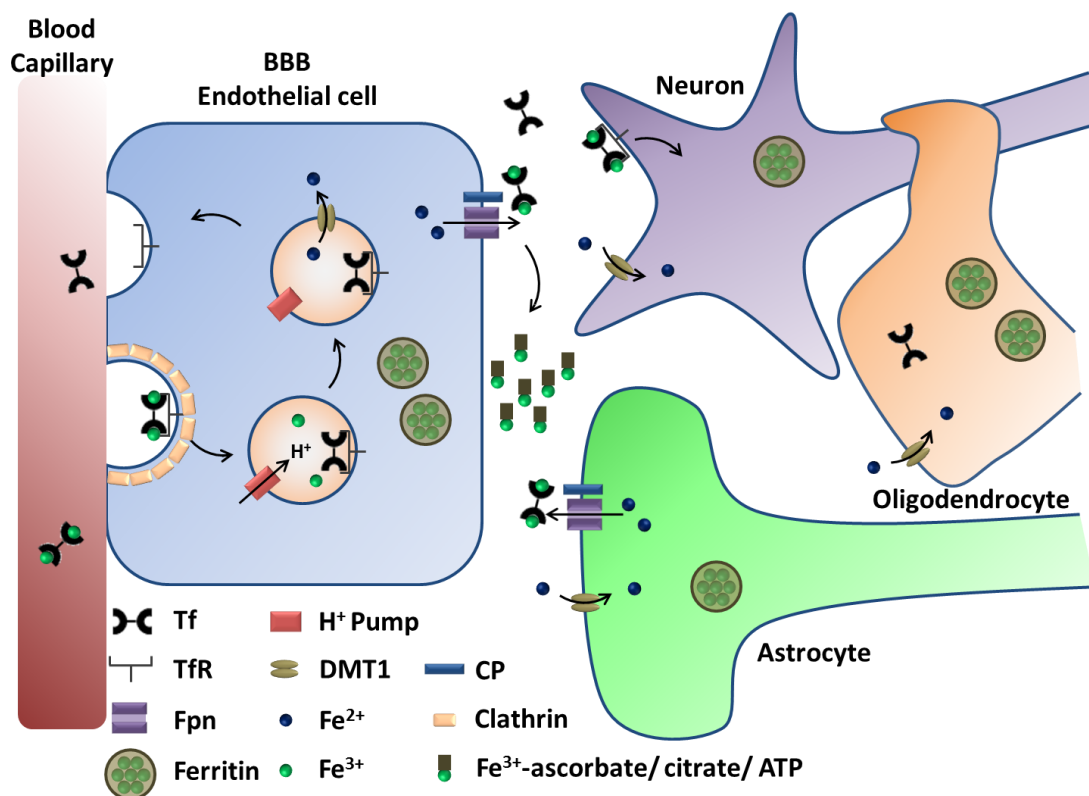 Blood
Capillary
BBB
Endothelial cell
Neuron
H⁺
Oligodendrocyte
Astrocyte
Tf
H⁺ Pump
TfR
DMT1
CP
Fpn
Fe²⁺
Clathrin
Ferritin
Fe³⁺
Fe³⁺-ascorbate/ citrate/ ATP